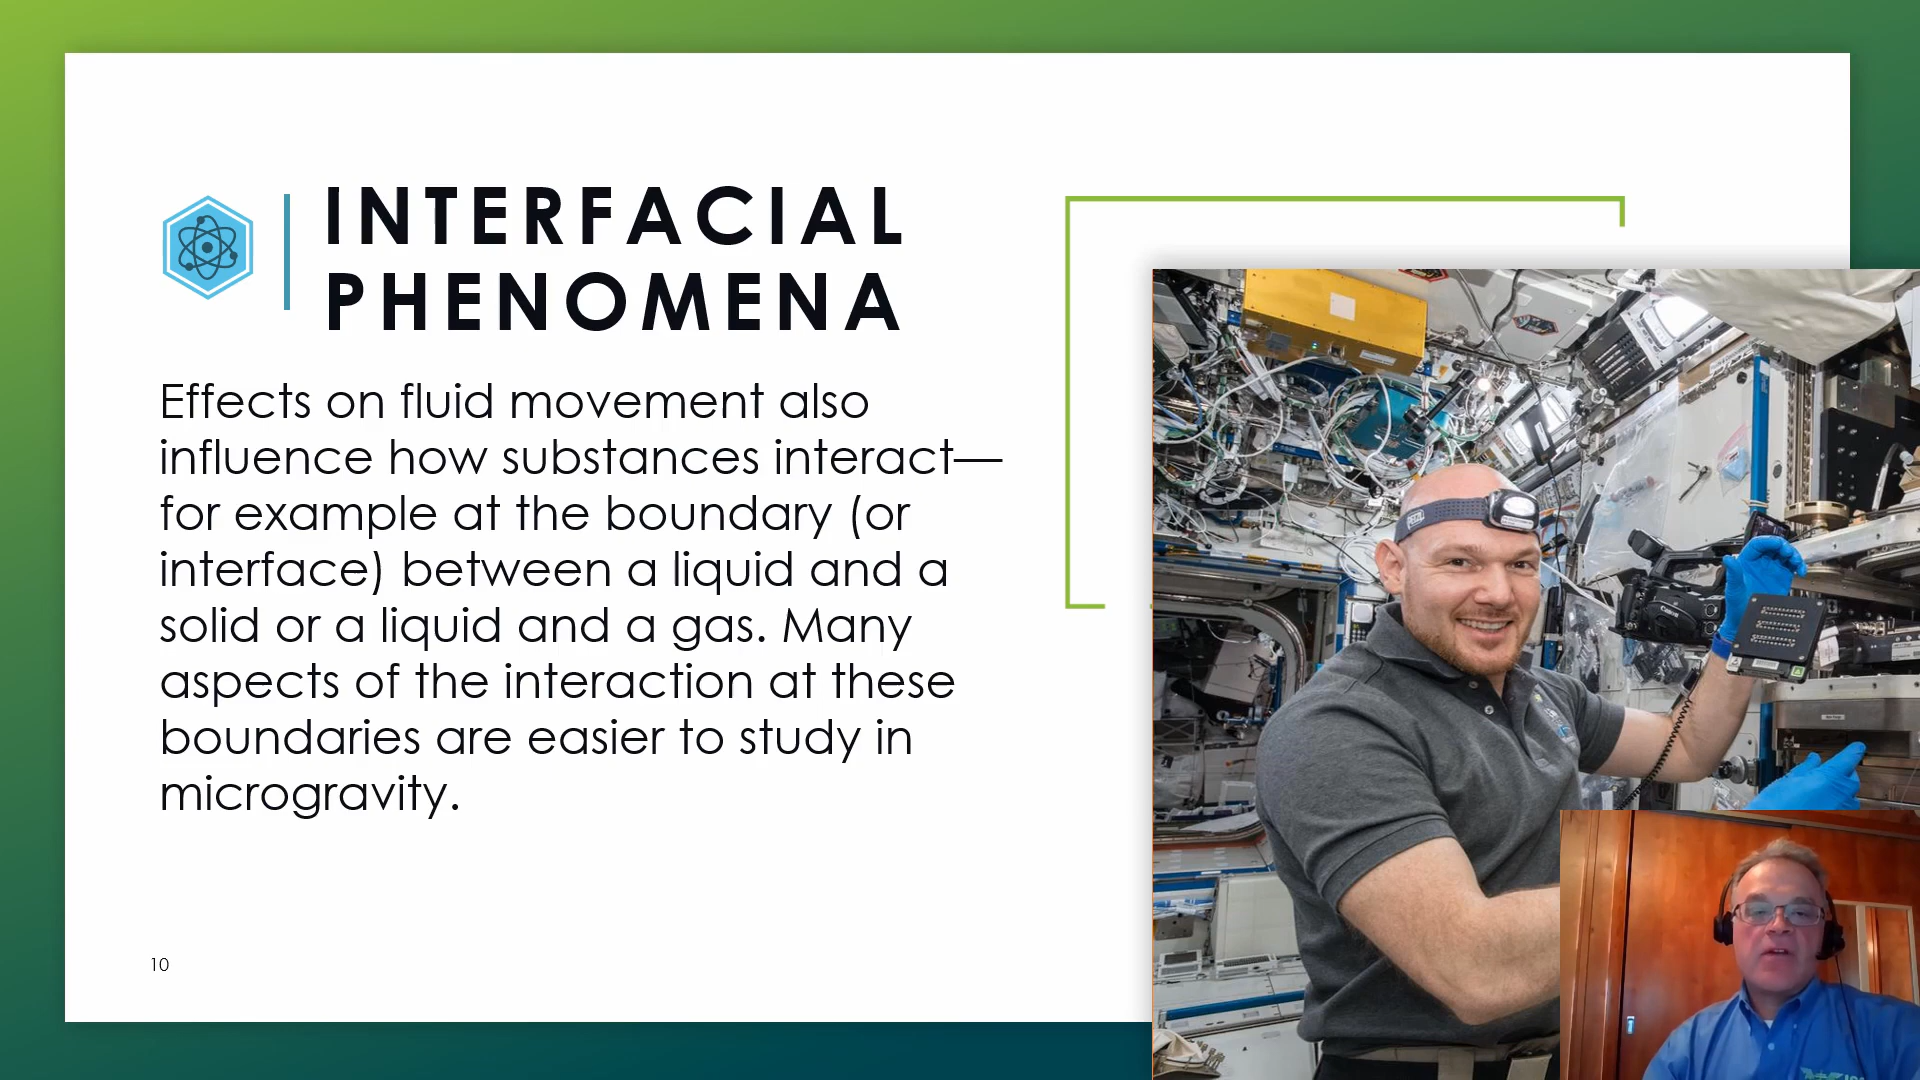 INTERFACIAL
PHENOMENA
Effects on fluid movement also
influence how substances interact—
for example at the boundary (or
interface) between a liquid and a
solid or a liquid and a gas. Many
aspects of the interaction at these
boundaries are easier to study in
microgravity.
10
PETZL
Canon